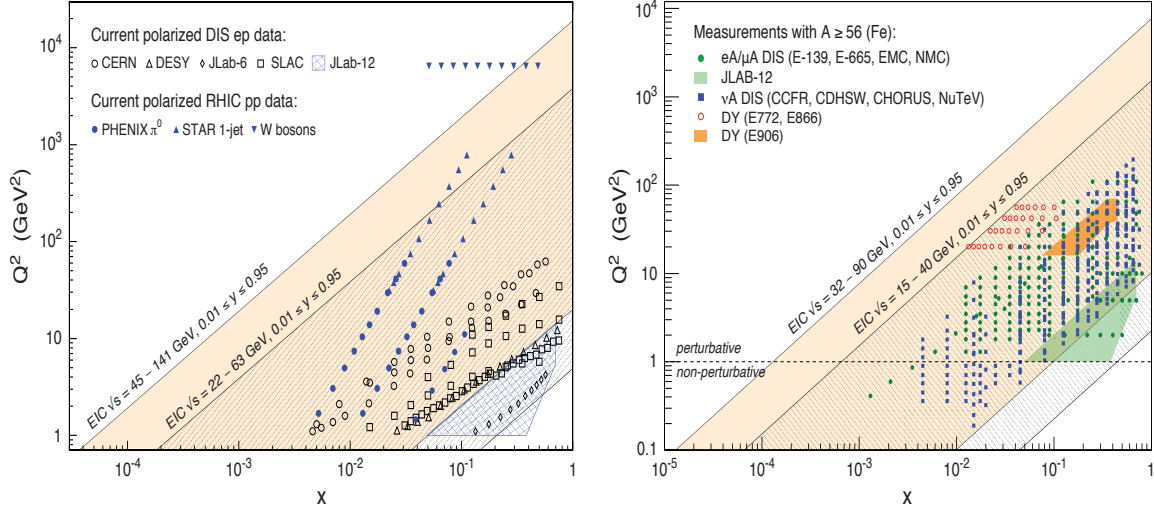 Current polarized DIS ep data:
CERN DESY JLab-6 SLAC JLab-12
Current polarized RHIC pp data:
PHENIX π⁰ STAR 1-jet W bosons
EIC √s = 45 – 141 GeV, 0.01 ≤ y ≤ 0.95
EIC √s = 22 – 63 GeV, 0.01 ≤ y ≤ 0.95
Q² (GeV²)
10⁴
10³
10²
10
1
10⁻⁴ 10⁻³ 10⁻² 10⁻¹ 1
x
Measurements with A ≥ 56 (Fe):
eA/μA DIS (E-139, E-665, EMC, NMC)
JLAB-12
νA DIS (CCFR, CDHSW, CHORUS, NuTeV)
DY (E772, E866)
DY (E906)
EIC √s = 32 – 90 GeV, 0.01 ≤ y ≤ 0.95
EIC √s = 15 – 40 GeV, 0.01 ≤ y ≤ 0.95
perturbative
non-perturbative
Q² (GeV²)
10⁴
10³
10²
10
1
0.1
10⁻⁵ 10⁻⁴ 10⁻³ 10⁻² 10⁻¹ 1
x